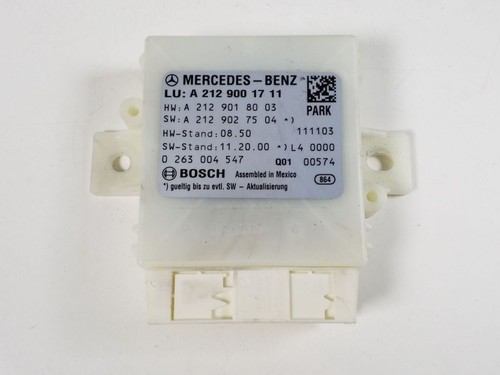 MERCEDES-BENZ
LU: A 212 900 17 11
HW: A 212 901 80 03 PARK
SW: A 212 902 75 04 *)
HW-Stand: 08.50 111103
SW-Stand: 11.20.00 *) L4 0000
0 263 004 547 Q01 00574
BOSCH Assembled in Mexico
*) gueltig bis zu evtl. SW - Aktualisierung 864